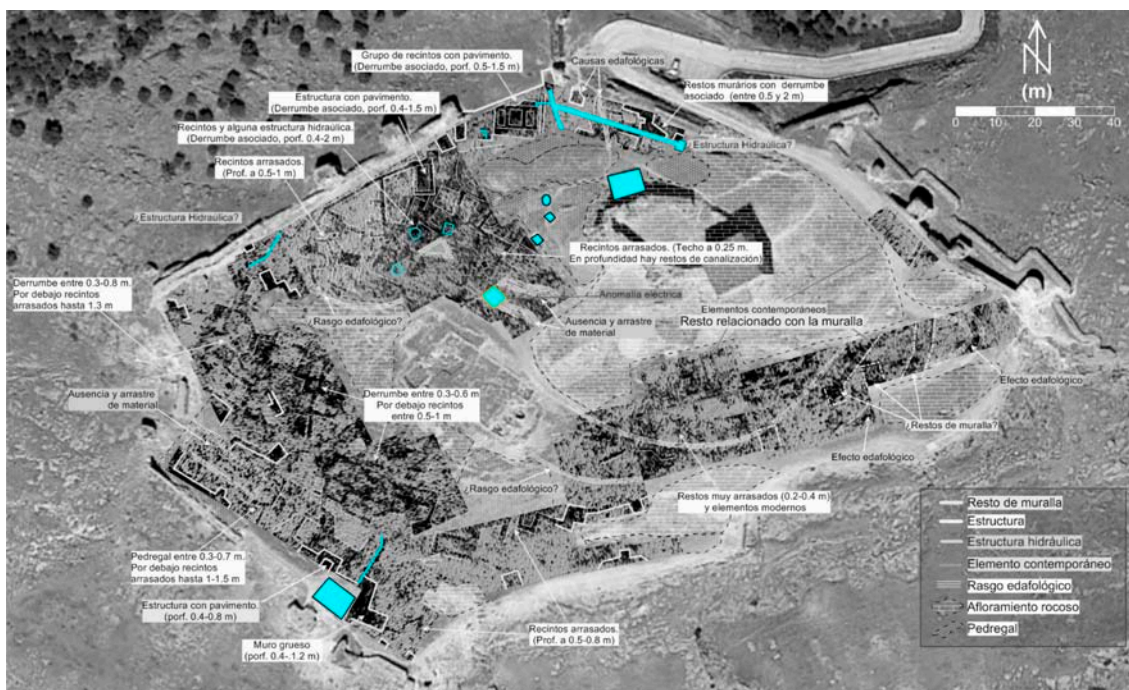 Grupo de recintos con pavimento.
(Derrumbe asociado, porf. 0.5-1.5 m)
Causas edafológicas
Restos murários con derrumbe
asociado (entre 0.5 y 2 m)
N
(m)
0 10 20 30 40
Estructura con pavimento.
(Derrumbe asociado, porf. 0.4-1.5 m)
Recintos y alguna estructura hidraúlica.
(Derrumbe asociado, porf. 0.4-2 m)
Recintos arrasados.
(Prof. a 0.5-1 m)
¿Estructura Hidraúlica?
¿Estructura Hidraúlica?
Recintos arrasados. (Techo a 0.25 m.
En profundidad hay restos de canalización)
Derrumbe entre 0.3-0.8 m.
Por debajo recintos
arrasados hasta 1.3 m
Anomalía eléctrica
Elementos contemporáneos
Resto relacionado con la muralla
¿Rasgo edafológico?
Ausencia y arrastre
de material
Efecto edafológico
Ausencia y arrastre
de material
Derrumbe entre 0.3-0.6 m
Por debajo recintos
entre 0.5-1 m
¿Restos de muralla?
Efecto edafológico
¿Rasgo edafológico?
Restos muy arrasados (0.2-0.4 m)
y elementos modernos
Pedregal entre 0.3-0.7 m.
Por debajo recintos
arrasados hasta 1-1.5 m
Estructura con pavimento.
(porf. 0.4-0.8 m)
Muro grueso
(porf. 0.4-.1.2 m)
Recintos arrasados.
(Prof. a 0.5-0.8 m)
Resto de muralla
Estructura
Estructura hidráulica
Elemento contemporáneo
Rasgo edafológico
Afloramiento rocoso
Pedregal